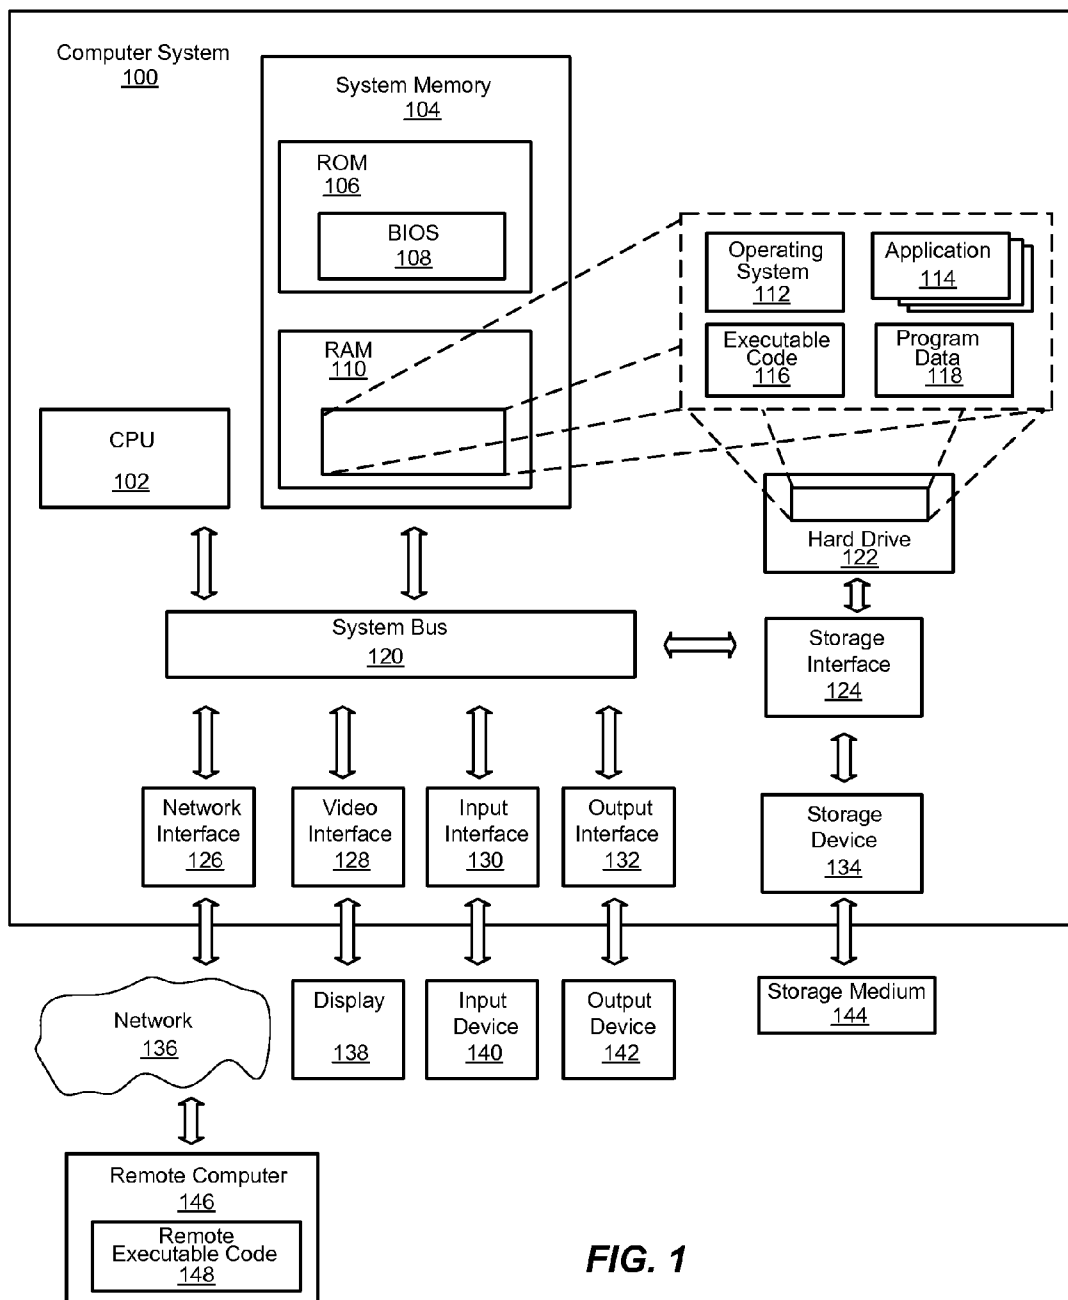 Computer System
100
System Memory
104
ROM
106
BIOS
108
RAM
110
Operating
System
112
Application
114
Executable
Code
116
Program
Data
118
CPU
102
Hard Drive
122
System Bus
120
Storage
Interface
124
Network
Interface
126
Video
Interface
128
Input
Interface
130
Output
Interface
132
Storage
Device
134
Network
136
Display
138
Input
Device
140
Output
Device
142
Storage Medium
144
Remote Computer
146
Remote
Executable Code
148
FIG. 1